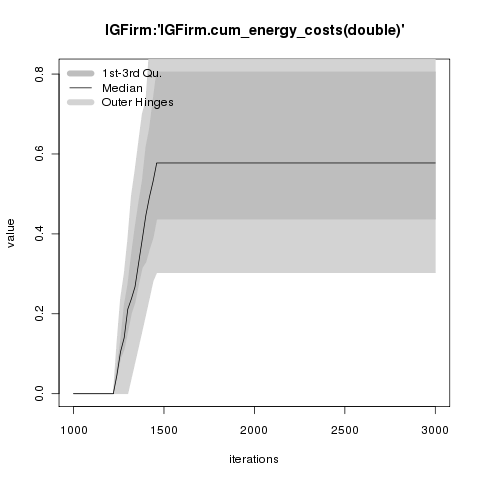 IGFirm:'IGFirm.cum_energy_costs(double)'
1st-3rd Qu.
Median
Outer Hinges
value
0.8
0.6
0.4
0.2
0.0
1000 1500 2000 2500 3000
iterations